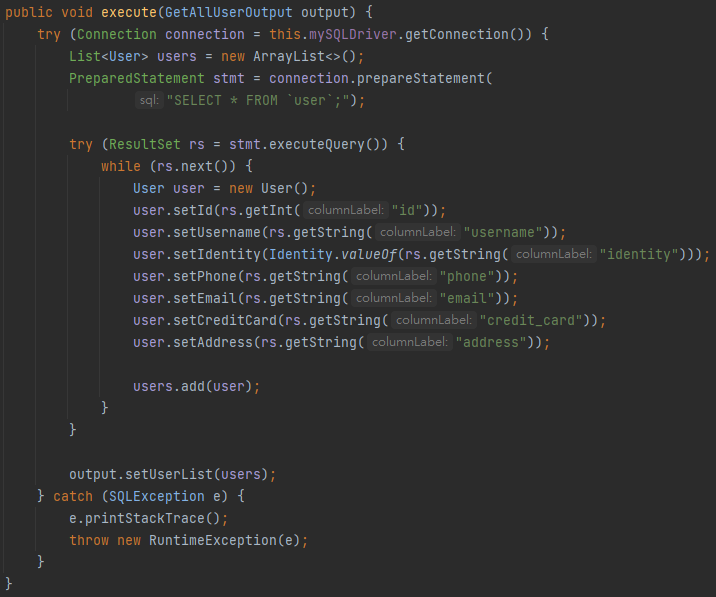 public void execute(GetAllUserOutput output) {
    try (Connection connection = this.mySQLDriver.getConnection()) {
        List<User> users = new ArrayList<>();
        PreparedStatement stmt = connection.prepareStatement(
                sql: "SELECT * FROM `user`;");

        try (ResultSet rs = stmt.executeQuery()) {
            while (rs.next()) {
                User user = new User();
                user.setId(rs.getInt( columnLabel: "id"));
                user.setUsername(rs.getString( columnLabel: "username"));
                user.setIdentity(Identity.valueOf(rs.getString( columnLabel: "identity")));
                user.setPhone(rs.getString( columnLabel: "phone"));
                user.setEmail(rs.getString( columnLabel: "email"));
                user.setCreditCard(rs.getString( columnLabel: "credit_card"));
                user.setAddress(rs.getString( columnLabel: "address"));

                users.add(user);
            }
        }

        output.setUserList(users);
    } catch (SQLException e) {
        e.printStackTrace();
        throw new RuntimeException(e);
    }
}